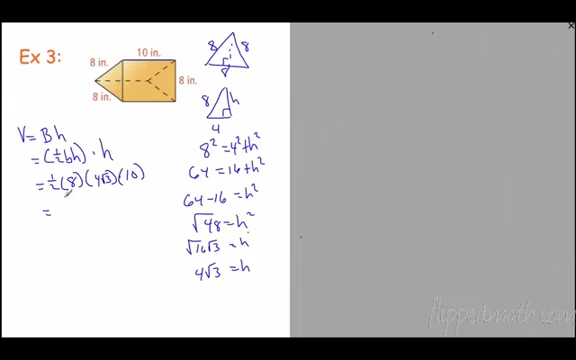 Ex 3:
10 in.
8 in.
8 in.
8 in.
8 8
8
8 h
4
V = Bh
= (½bh) · h
= ½(8)(4√3)(10)
=
8² = 4² + h²
64 = 16 + h²
64 - 16 = h²
√48 = h²
√16√3 = h
4√3 = h
flippedmath.com